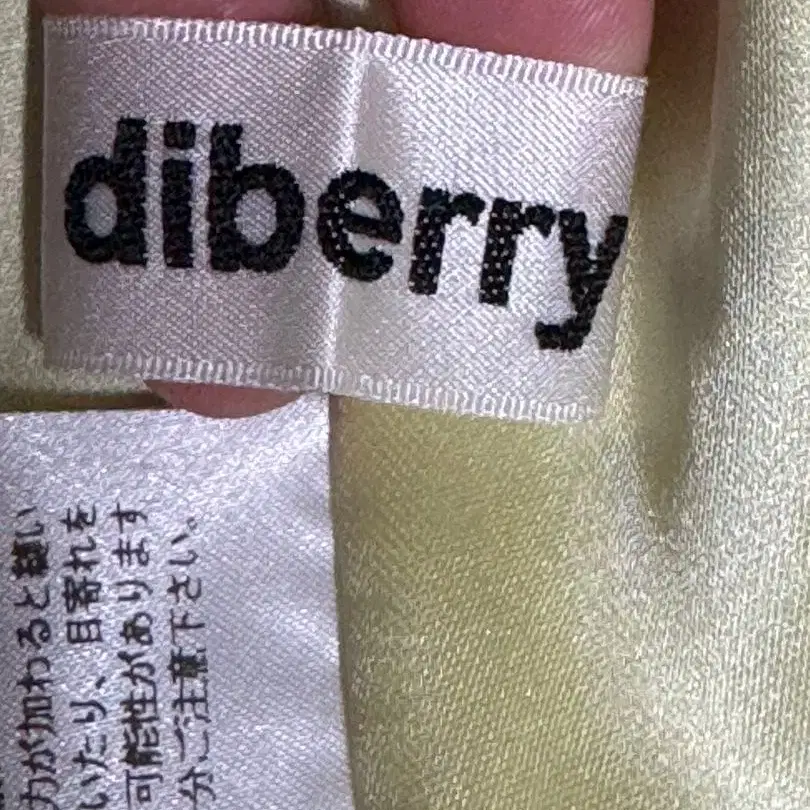 diberry
力が加わると縫い
いたり、目寄れを
可能性があります
分ご注意下さい。